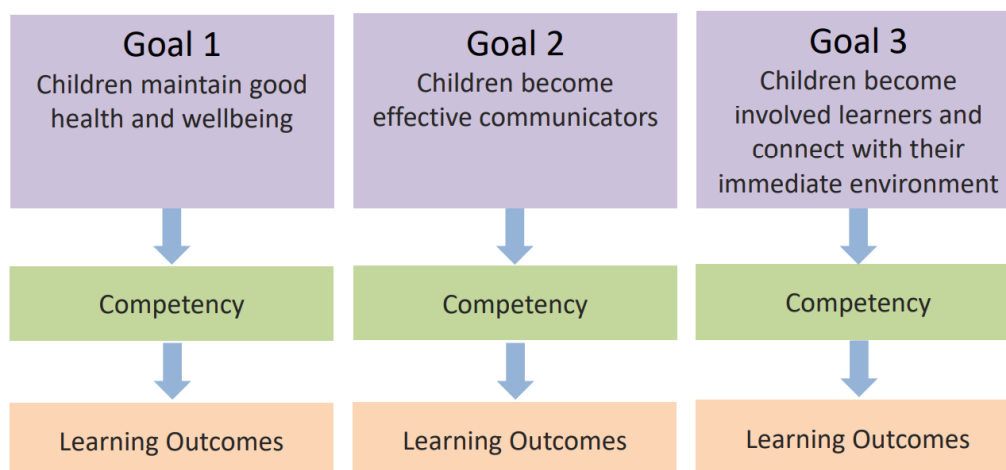 Goal 1
Children maintain good
health and wellbeing
Goal 2
Children become
effective communicators
Goal 3
Children become
involved learners and
connect with their
immediate environment
Competency
Competency
Competency
Learning Outcomes
Learning Outcomes
Learning Outcomes